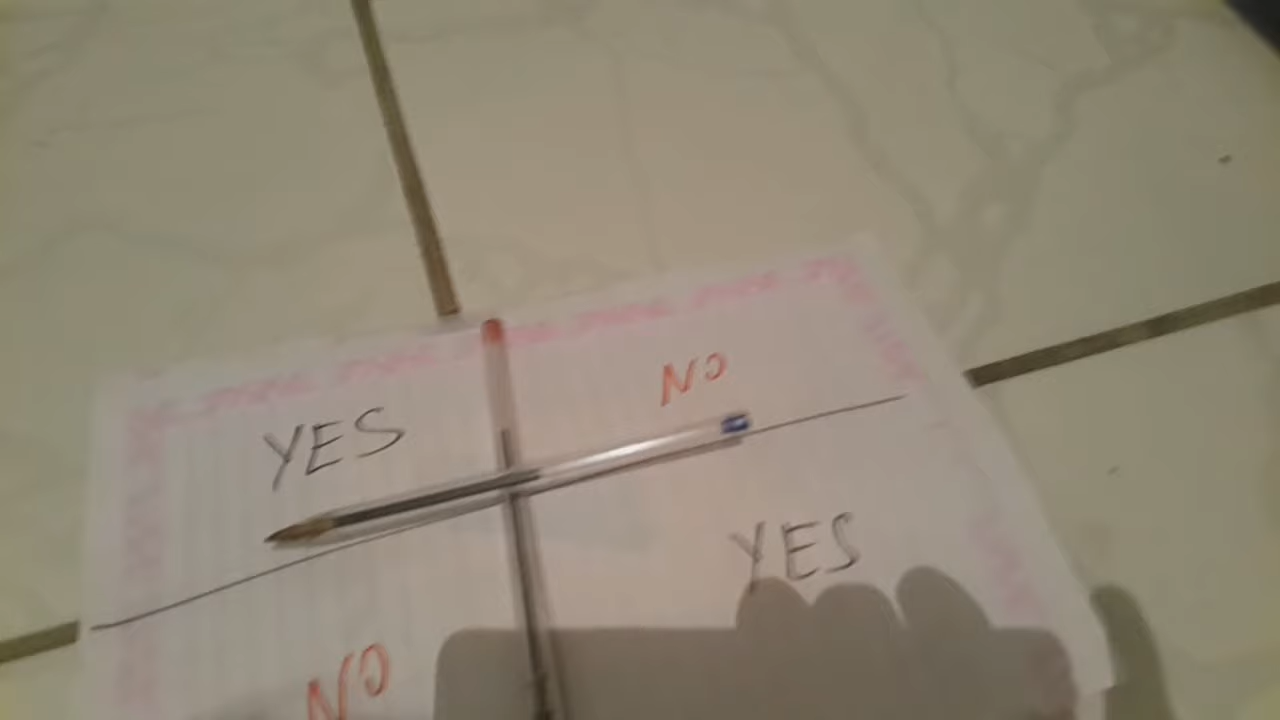 YES NO
YES
NO